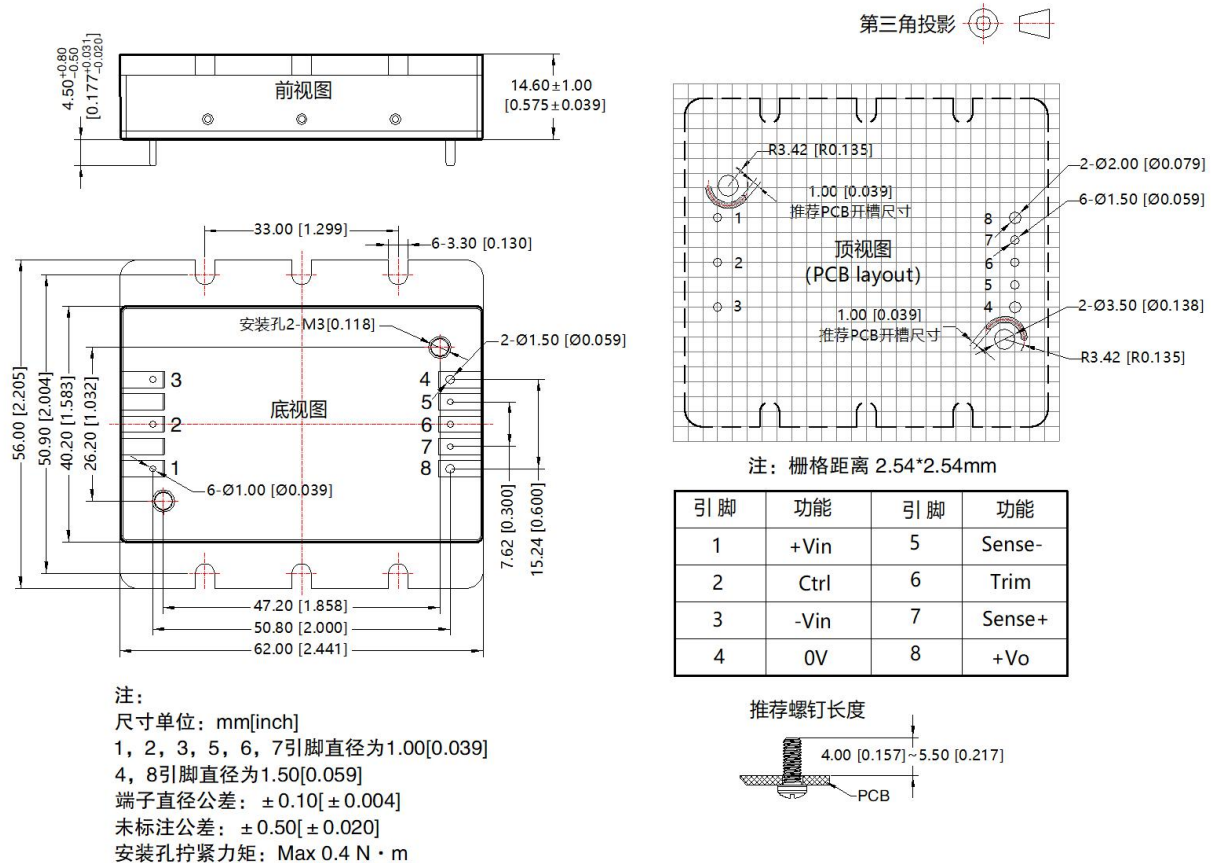 第三角投影
4.50+0.80 -0.50
[0.177+0.031 -0.020]
前视图
14.60±1.00
[0.575±0.039]
R3.42 [R0.135]
1.00 [0.039]
推荐PCB开槽尺寸
1
2
3
顶视图
(PCB layout)
8
7
6
5
4
2-Ø2.00 [Ø0.079]
6-Ø1.50 [Ø0.059]
2-Ø3.50 [Ø0.138]
1.00 [0.039]
推荐PCB开槽尺寸
R3.42 [R0.135]
注：栅格距离 2.54*2.54mm
33.00 [1.299]
6-3.30 [0.130]
安装孔2-M3[0.118]
2-Ø1.50 [Ø0.059]
56.00 [2.205]
50.90 [2.004]
40.20 [1.583]
26.20 [1.032]
3
2
1
底视图
4
5
6
7
8
6-Ø1.00 [Ø0.039]
7.62 [0.300]
15.24 [0.600]
47.20 [1.858]
50.80 [2.000]
62.00 [2.441]
引脚 功能 引脚 功能
1 +Vin 5 Sense-
2 Ctrl 6 Trim
3 -Vin 7 Sense+
4 0V 8 +Vo
注：
尺寸单位：mm[inch]
1，2，3，5，6，7引脚直径为1.00[0.039]
4，8引脚直径为1.50[0.059]
端子直径公差：±0.10[±0.004]
未标注公差：±0.50[±0.020]
安装孔拧紧力矩：Max 0.4 N·m
推荐螺钉长度
4.00 [0.157]~5.50 [0.217]
PCB